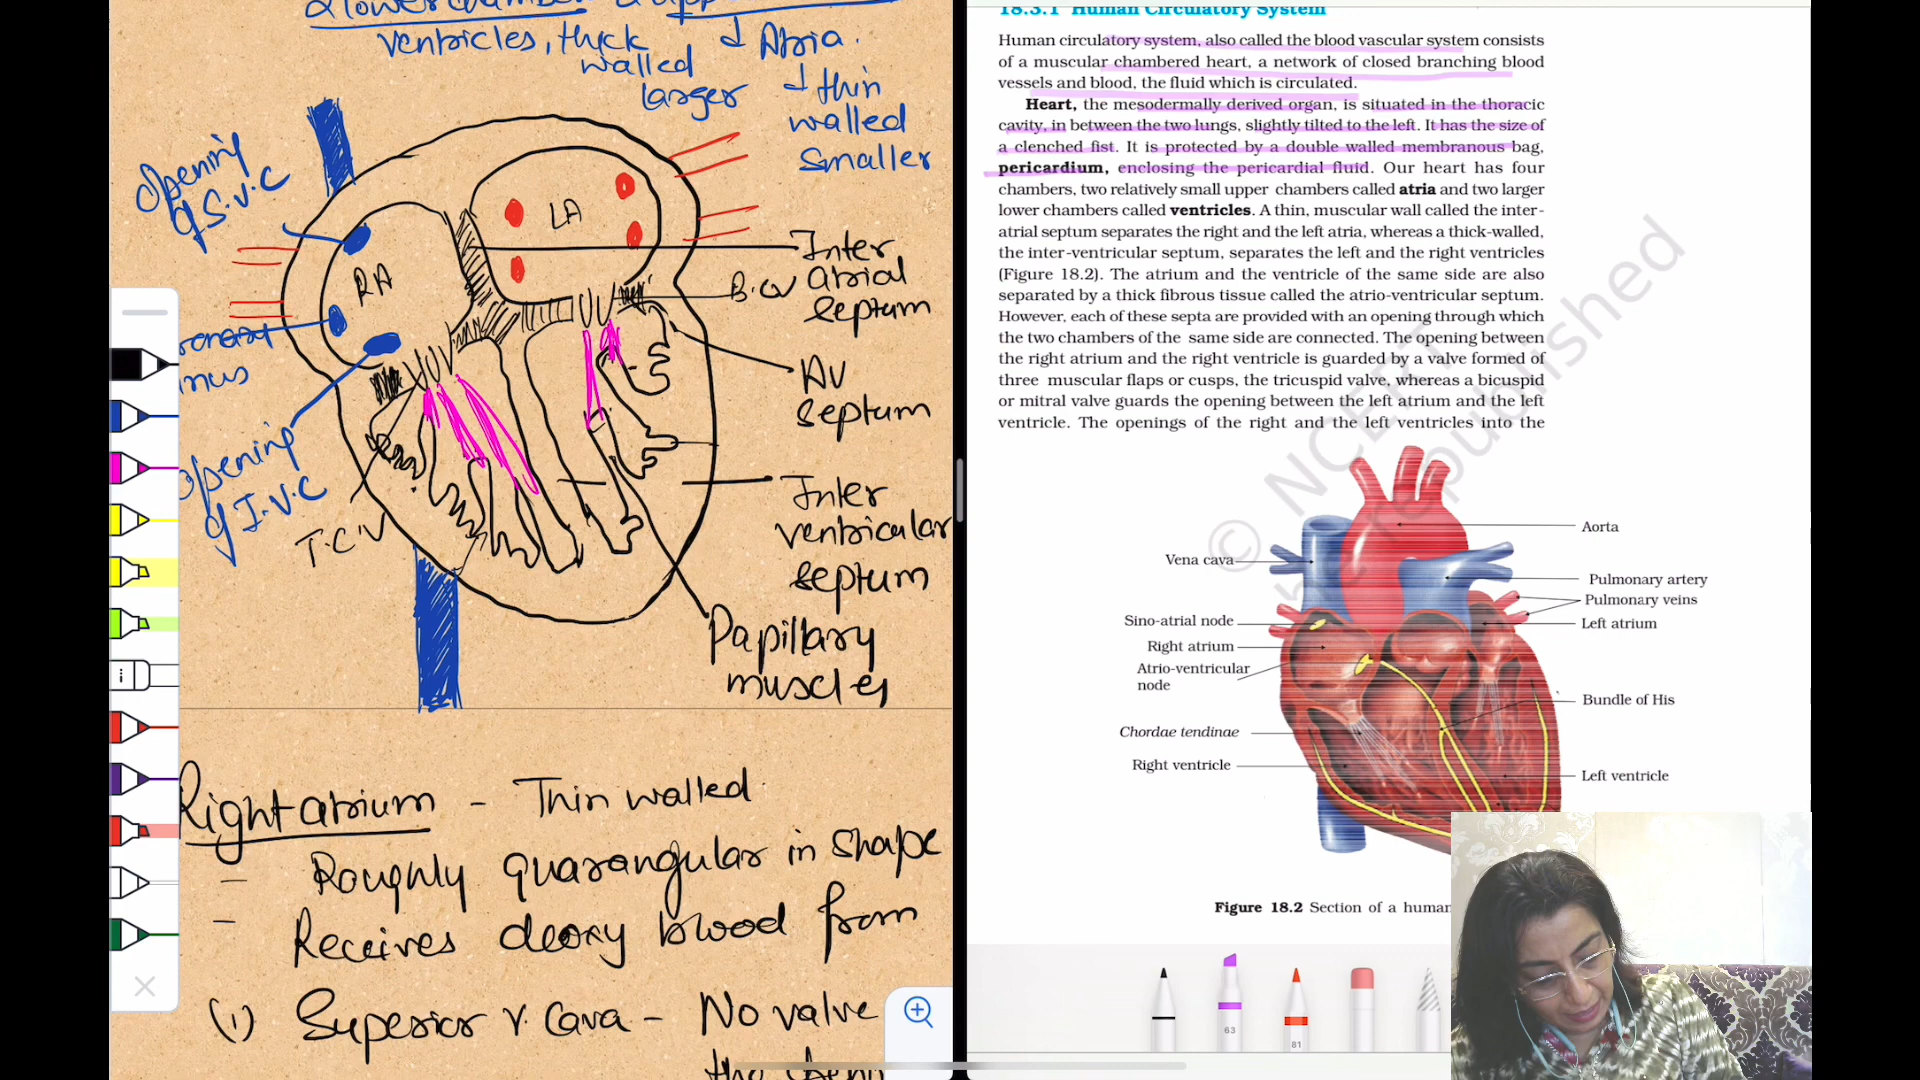 2 lower chamber
ventricles, thick
walled
larger
↓ Atria.
↓ thin
walled
smaller
Opening
of S.V.C
RA
LA
Inter
atrial
septum
B.C.V
AV
septum
Opening
of I.V.C
T.C.V
Inter
ventricular
septum
Papillary
muscles
Right atrium - Thin walled
- Roughly quarangular in shape
- Receives deoxy blood from
(1) Superior V. Cava - No valve
18.3.1 Human Circulatory System
Human circulatory system, also called the blood vascular system consists
of a muscular chambered heart, a network of closed branching blood
vessels and blood, the fluid which is circulated.
Heart, the mesodermally derived organ, is situated in the thoracic
cavity, in between the two lungs, slightly tilted to the left. It has the size of
a clenched fist. It is protected by a double walled membranous bag,
pericardium, enclosing the pericardial fluid. Our heart has four
chambers, two relatively small upper chambers called atria and two larger
lower chambers called ventricles. A thin, muscular wall called the inter-
atrial septum separates the right and the left atria, whereas a thick-walled,
the inter-ventricular septum, separates the left and the right ventricles
(Figure 18.2). The atrium and the ventricle of the same side are also
separated by a thick fibrous tissue called the atrio-ventricular septum.
However, each of these septa are provided with an opening through which
the two chambers of the same side are connected. The opening between
the right atrium and the right ventricle is guarded by a valve formed of
three muscular flaps or cusps, the tricuspid valve, whereas a bicuspid
or mitral valve guards the opening between the left atrium and the left
ventricle. The openings of the right and the left ventricles into the
© NCERT
republished
Aorta
Vena cava
Pulmonary artery
Pulmonary veins
Sino-atrial node
Left atrium
Right atrium
Atrio-ventricular
node
Bundle of His
Chordae tendinae
Right ventricle
Left ventricle
Figure 18.2 Section of a human
63
81